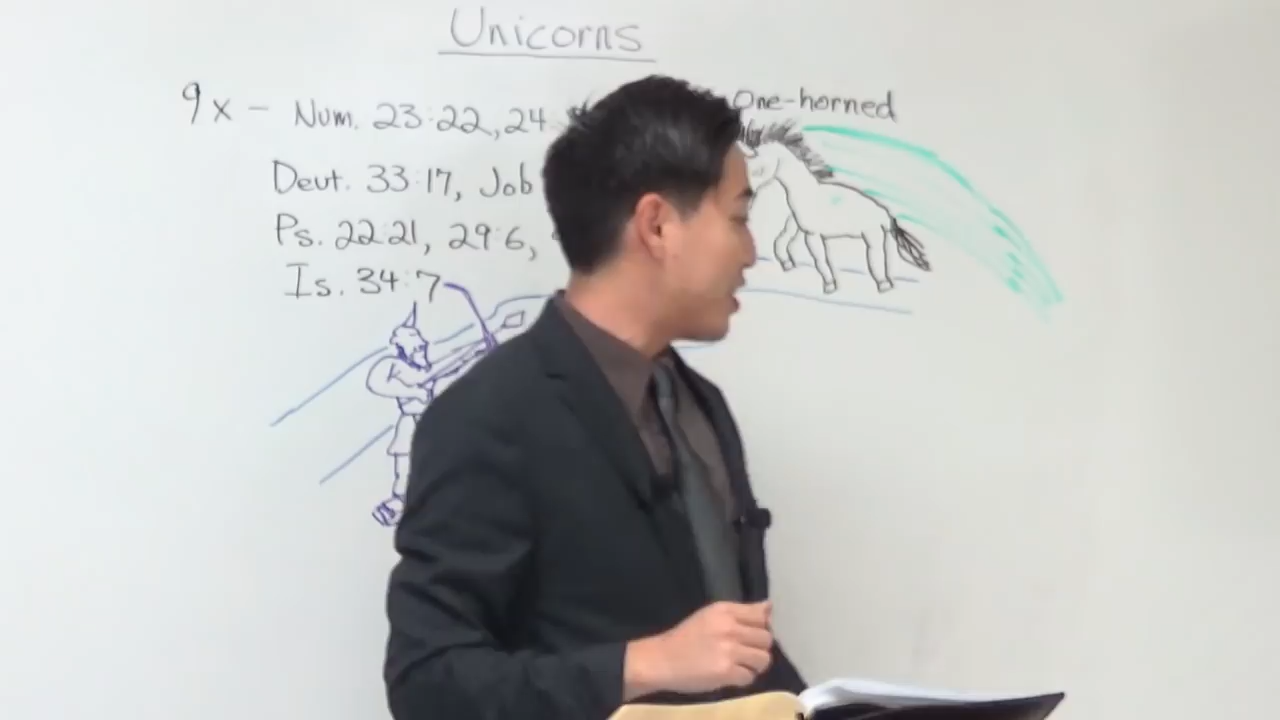 Unicorns
9x - Num. 23:22, 24
One-horned
Deut. 33:17, Job
Ps. 22:21, 29:6,
Is. 34:7